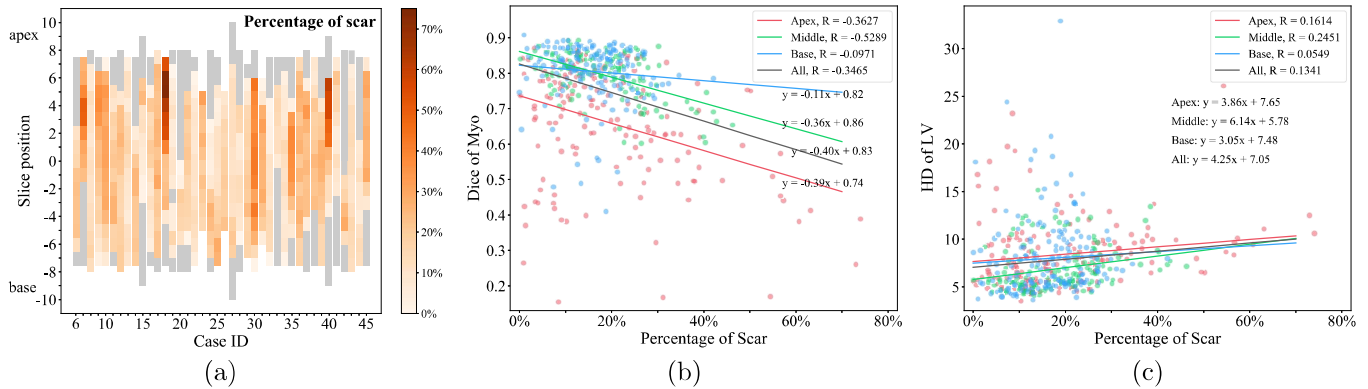 Percentage of scar
apex
base
10
8
6
4
2
0
-2
-4
-6
-8
-10
Slice position
6 8 10 15 20 25 30 35 40 45
Case ID
70%
60%
50%
40%
30%
20%
10%
0%
(a)
Apex, R = -0.3627
Middle, R = -0.5289
Base, R = -0.0971
All, R = -0.3465
0.9
0.8
0.7
0.6
0.5
0.4
0.3
0.2
Dice of Myo
y = -0.11x + 0.82
y = -0.36x + 0.86
y = -0.40x + 0.83
y = -0.39x + 0.74
0% 20% 40% 60% 80%
Percentage of Scar
(b)
Apex, R = 0.1614
Middle, R = 0.2451
Base, R = 0.0549
All, R = 0.1341
30
25
20
15
10
5
HD of LV
Apex: y = 3.86x + 7.65
Middle: y = 6.14x + 5.78
Base: y = 3.05x + 7.48
All: y = 4.25x + 7.05
0% 20% 40% 60% 80%
Percentage of Scar
(c)